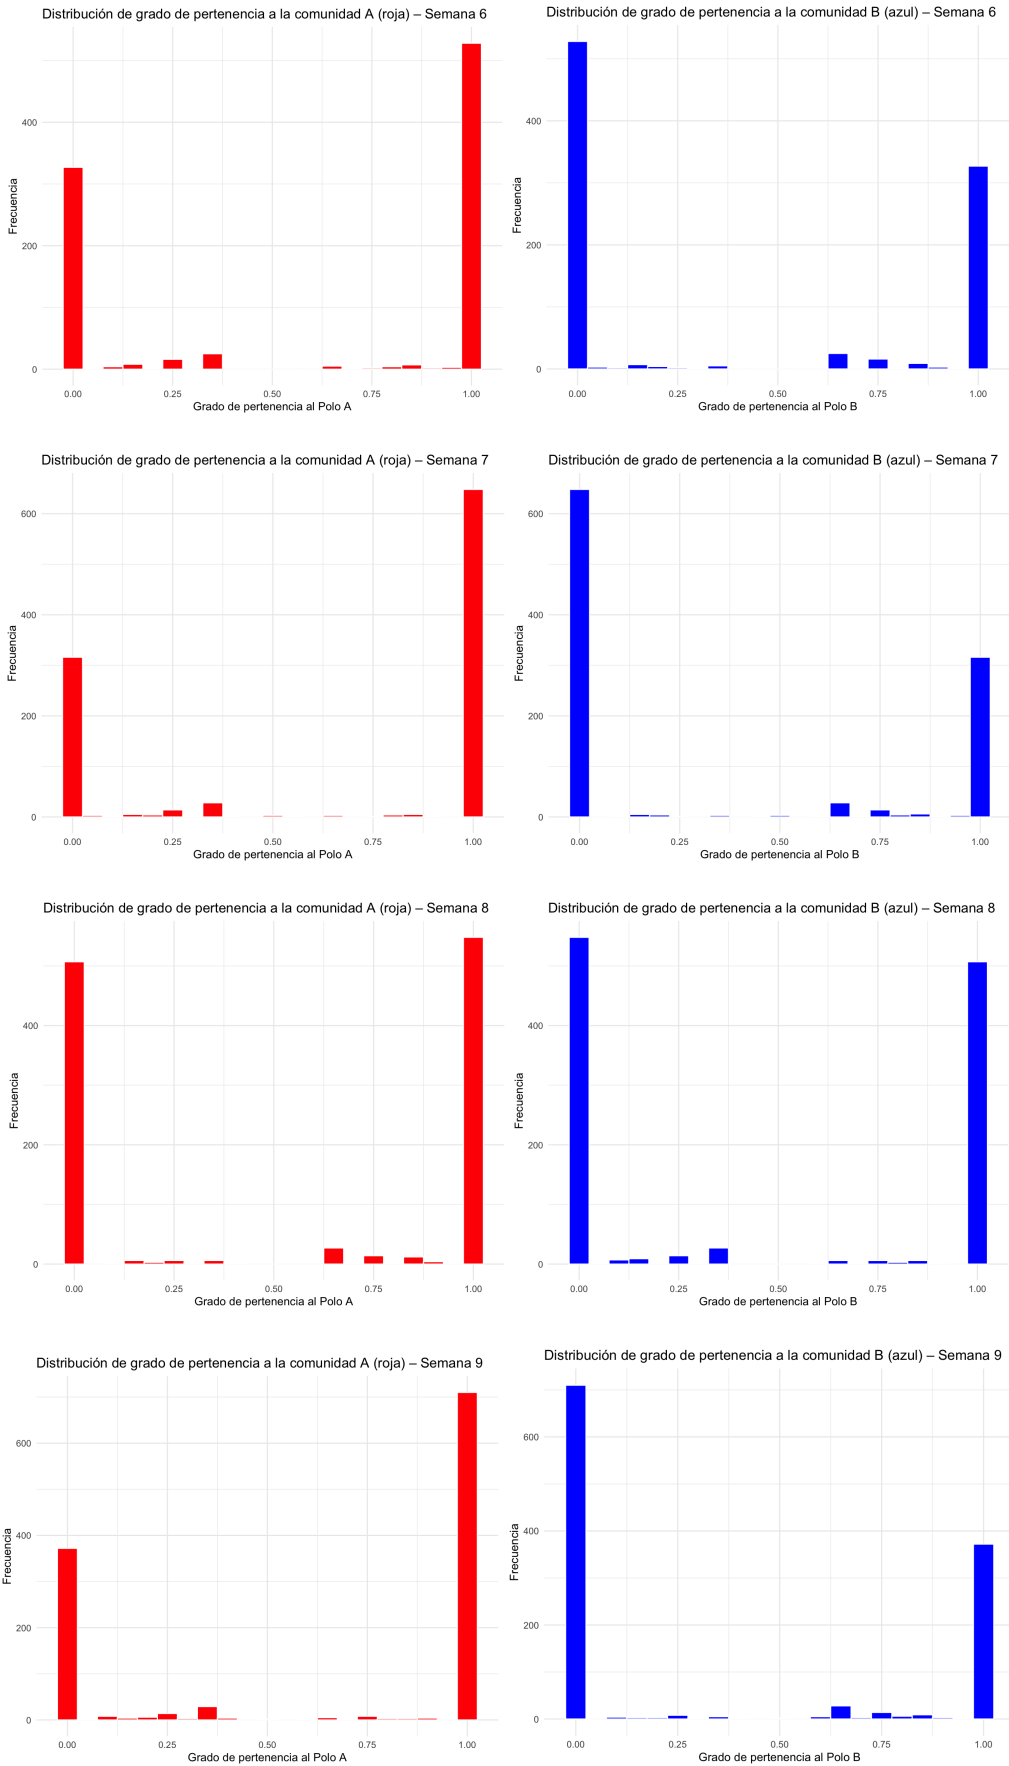 Distribución de grado de pertenencia a la comunidad A (roja) – Semana 6
Frecuencia
400
200
0
0.00 0.25 0.50 0.75 1.00
Grado de pertenencia al Polo A
Distribución de grado de pertenencia a la comunidad B (azul) – Semana 6
Frecuencia
400
200
0
0.00 0.25 0.50 0.75 1.00
Grado de pertenencia al Polo B
Distribución de grado de pertenencia a la comunidad A (roja) – Semana 7
Frecuencia
600
400
200
0
0.00 0.25 0.50 0.75 1.00
Grado de pertenencia al Polo A
Distribución de grado de pertenencia a la comunidad B (azul) – Semana 7
Frecuencia
600
400
200
0
0.00 0.25 0.50 0.75 1.00
Grado de pertenencia al Polo B
Distribución de grado de pertenencia a la comunidad A (roja) – Semana 8
Frecuencia
400
200
0
0.00 0.25 0.50 0.75 1.00
Grado de pertenencia al Polo A
Distribución de grado de pertenencia a la comunidad B (azul) – Semana 8
Frecuencia
400
200
0
0.00 0.25 0.50 0.75 1.00
Grado de pertenencia al Polo B
Distribución de grado de pertenencia a la comunidad A (roja) – Semana 9
Frecuencia
600
400
200
0
0.00 0.25 0.50 0.75 1.00
Grado de pertenencia al Polo A
Distribución de grado de pertenencia a la comunidad B (azul) – Semana 9
Frecuencia
600
400
200
0
0.00 0.25 0.50 0.75 1.00
Grado de pertenencia al Polo B